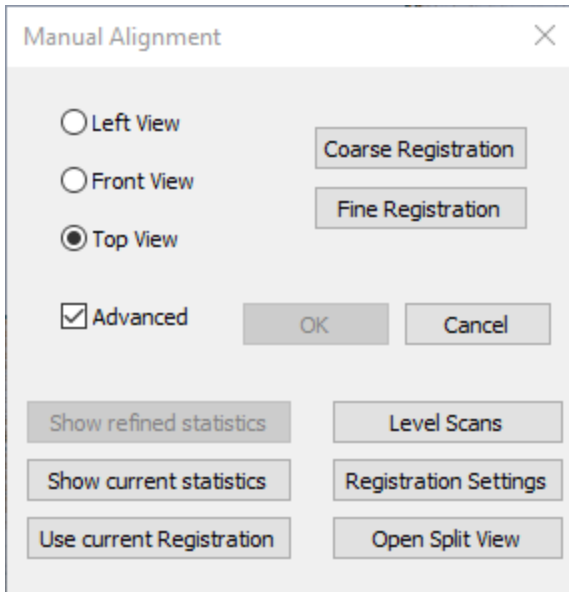 Manual Alignment
Left View
Coarse Registration
Front View
Fine Registration
Top View
Advanced
OK
Cancel
Show refined statistics
Level Scans
Show current statistics
Registration Settings
Use current Registration
Open Split View